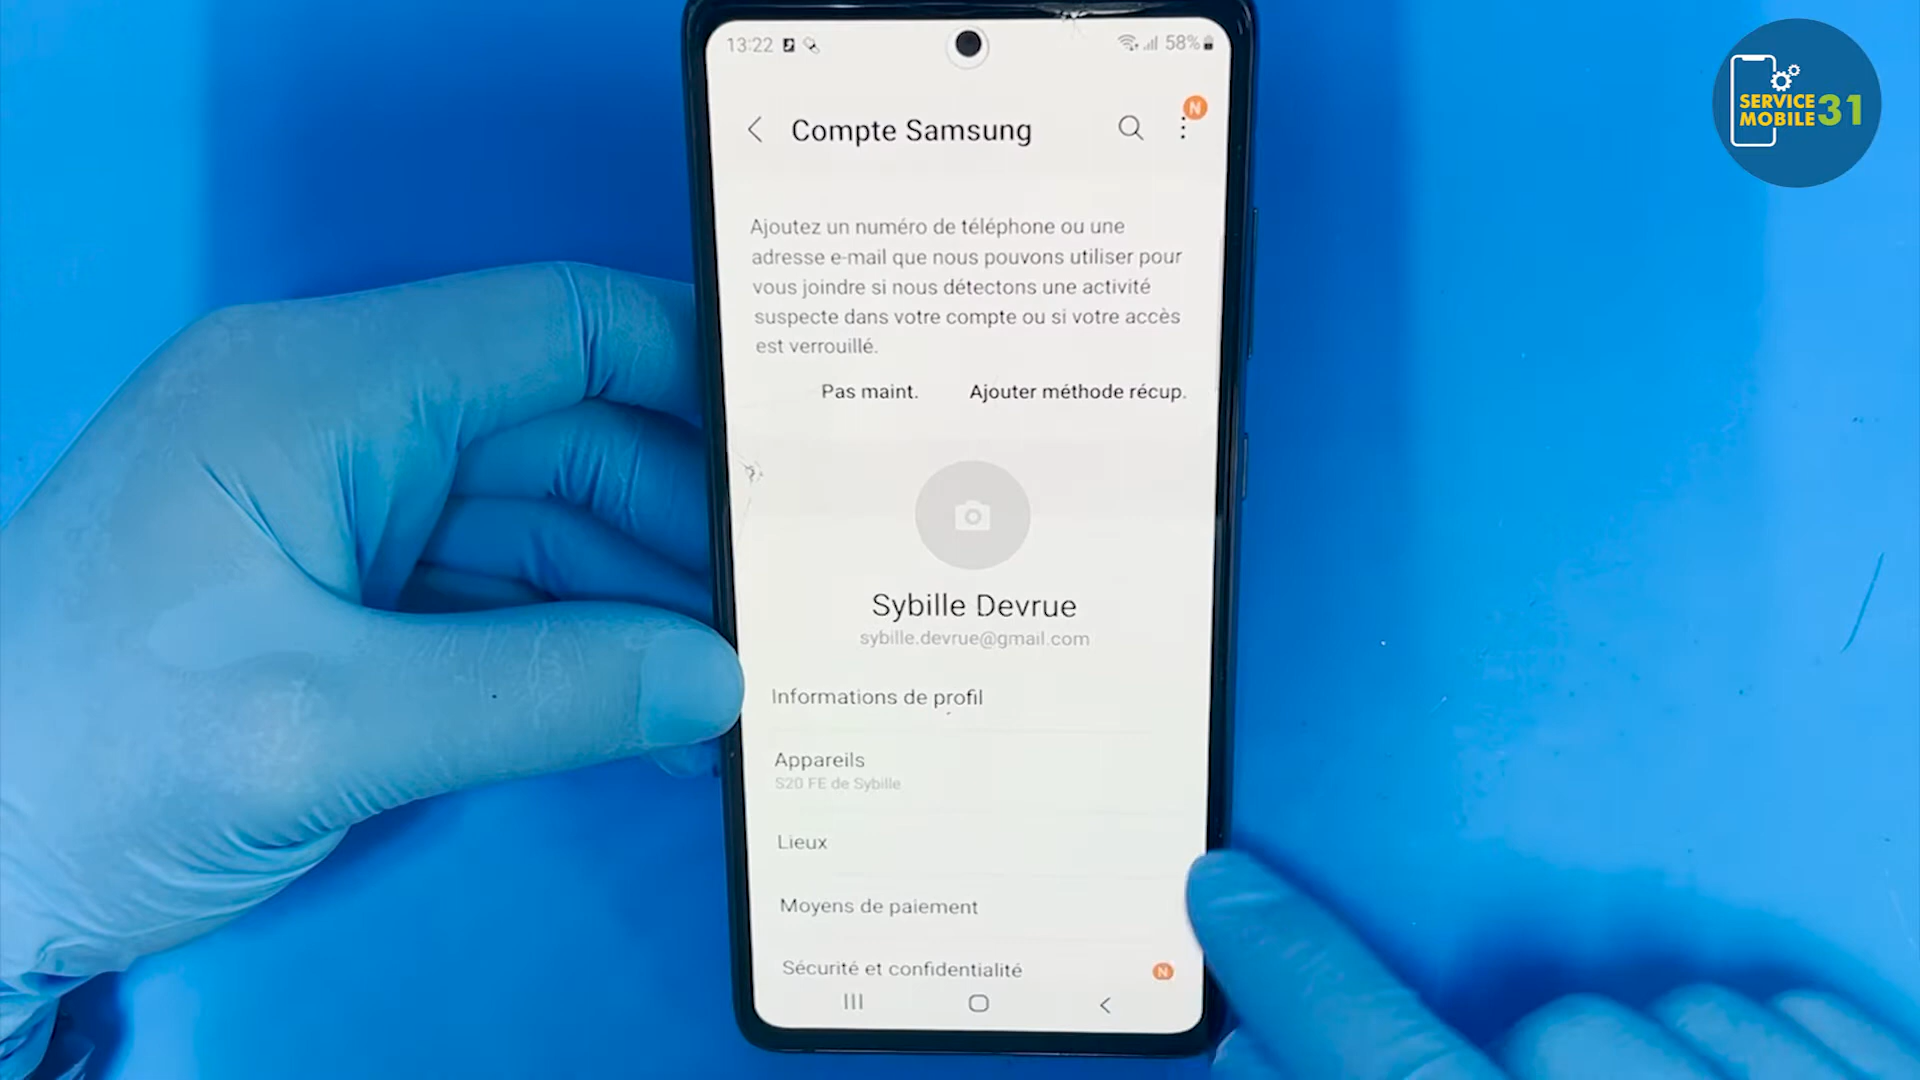 13:22
58%
SERVICE
MOBILE 31
N
Compte Samsung
Ajoutez un numéro de téléphone ou une
adresse e-mail que nous pouvons utiliser pour
vous joindre si nous détectons une activité
suspecte dans votre compte ou si votre accès
est verrouillé.
Pas maint.
Ajouter méthode récup.
Sybille Devrue
sybille.devrue@gmail.com
Informations de profil
Appareils
S20 FE de Sybille
Lieux
Moyens de paiement
Sécurité et confidentialité
N